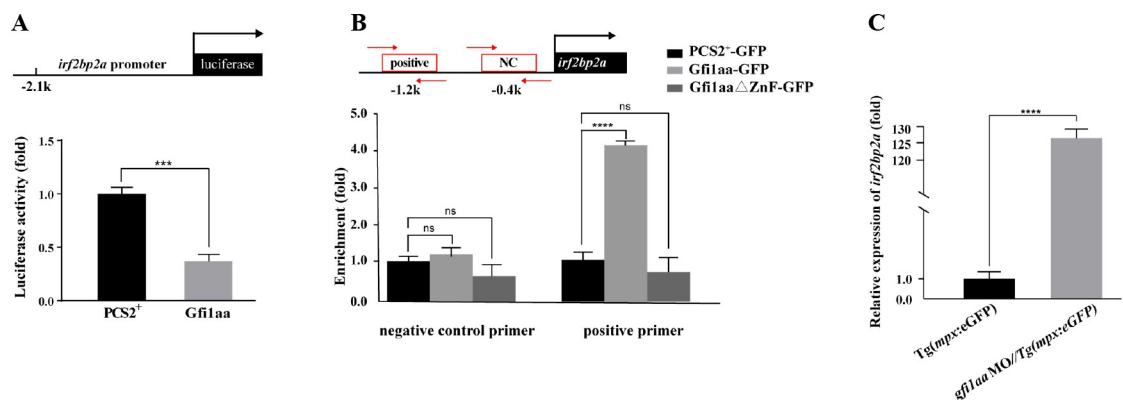 A
irf2bp2a promoter
luciferase
-2.1k
Luciferase activity (fold)
1.5
1.0
0.5
0.0
***
PCS2+
Gfi1aa
B
positive
NC
irf2bp2a
-1.2k
-0.4k
PCS2+-GFP
Gfi1aa-GFP
Gfi1aa△ZnF-GFP
Enrichment (fold)
5.0
4.0
3.0
2.0
1.0
0.0
ns
ns
ns
****
negative control primer
positive primer
C
Relative expression of irf2bp2a (fold)
130
120
1.0
0.0
****
Tg(mpx:eGFP)
gfi1aa MO//Tg(mpx:eGFP)